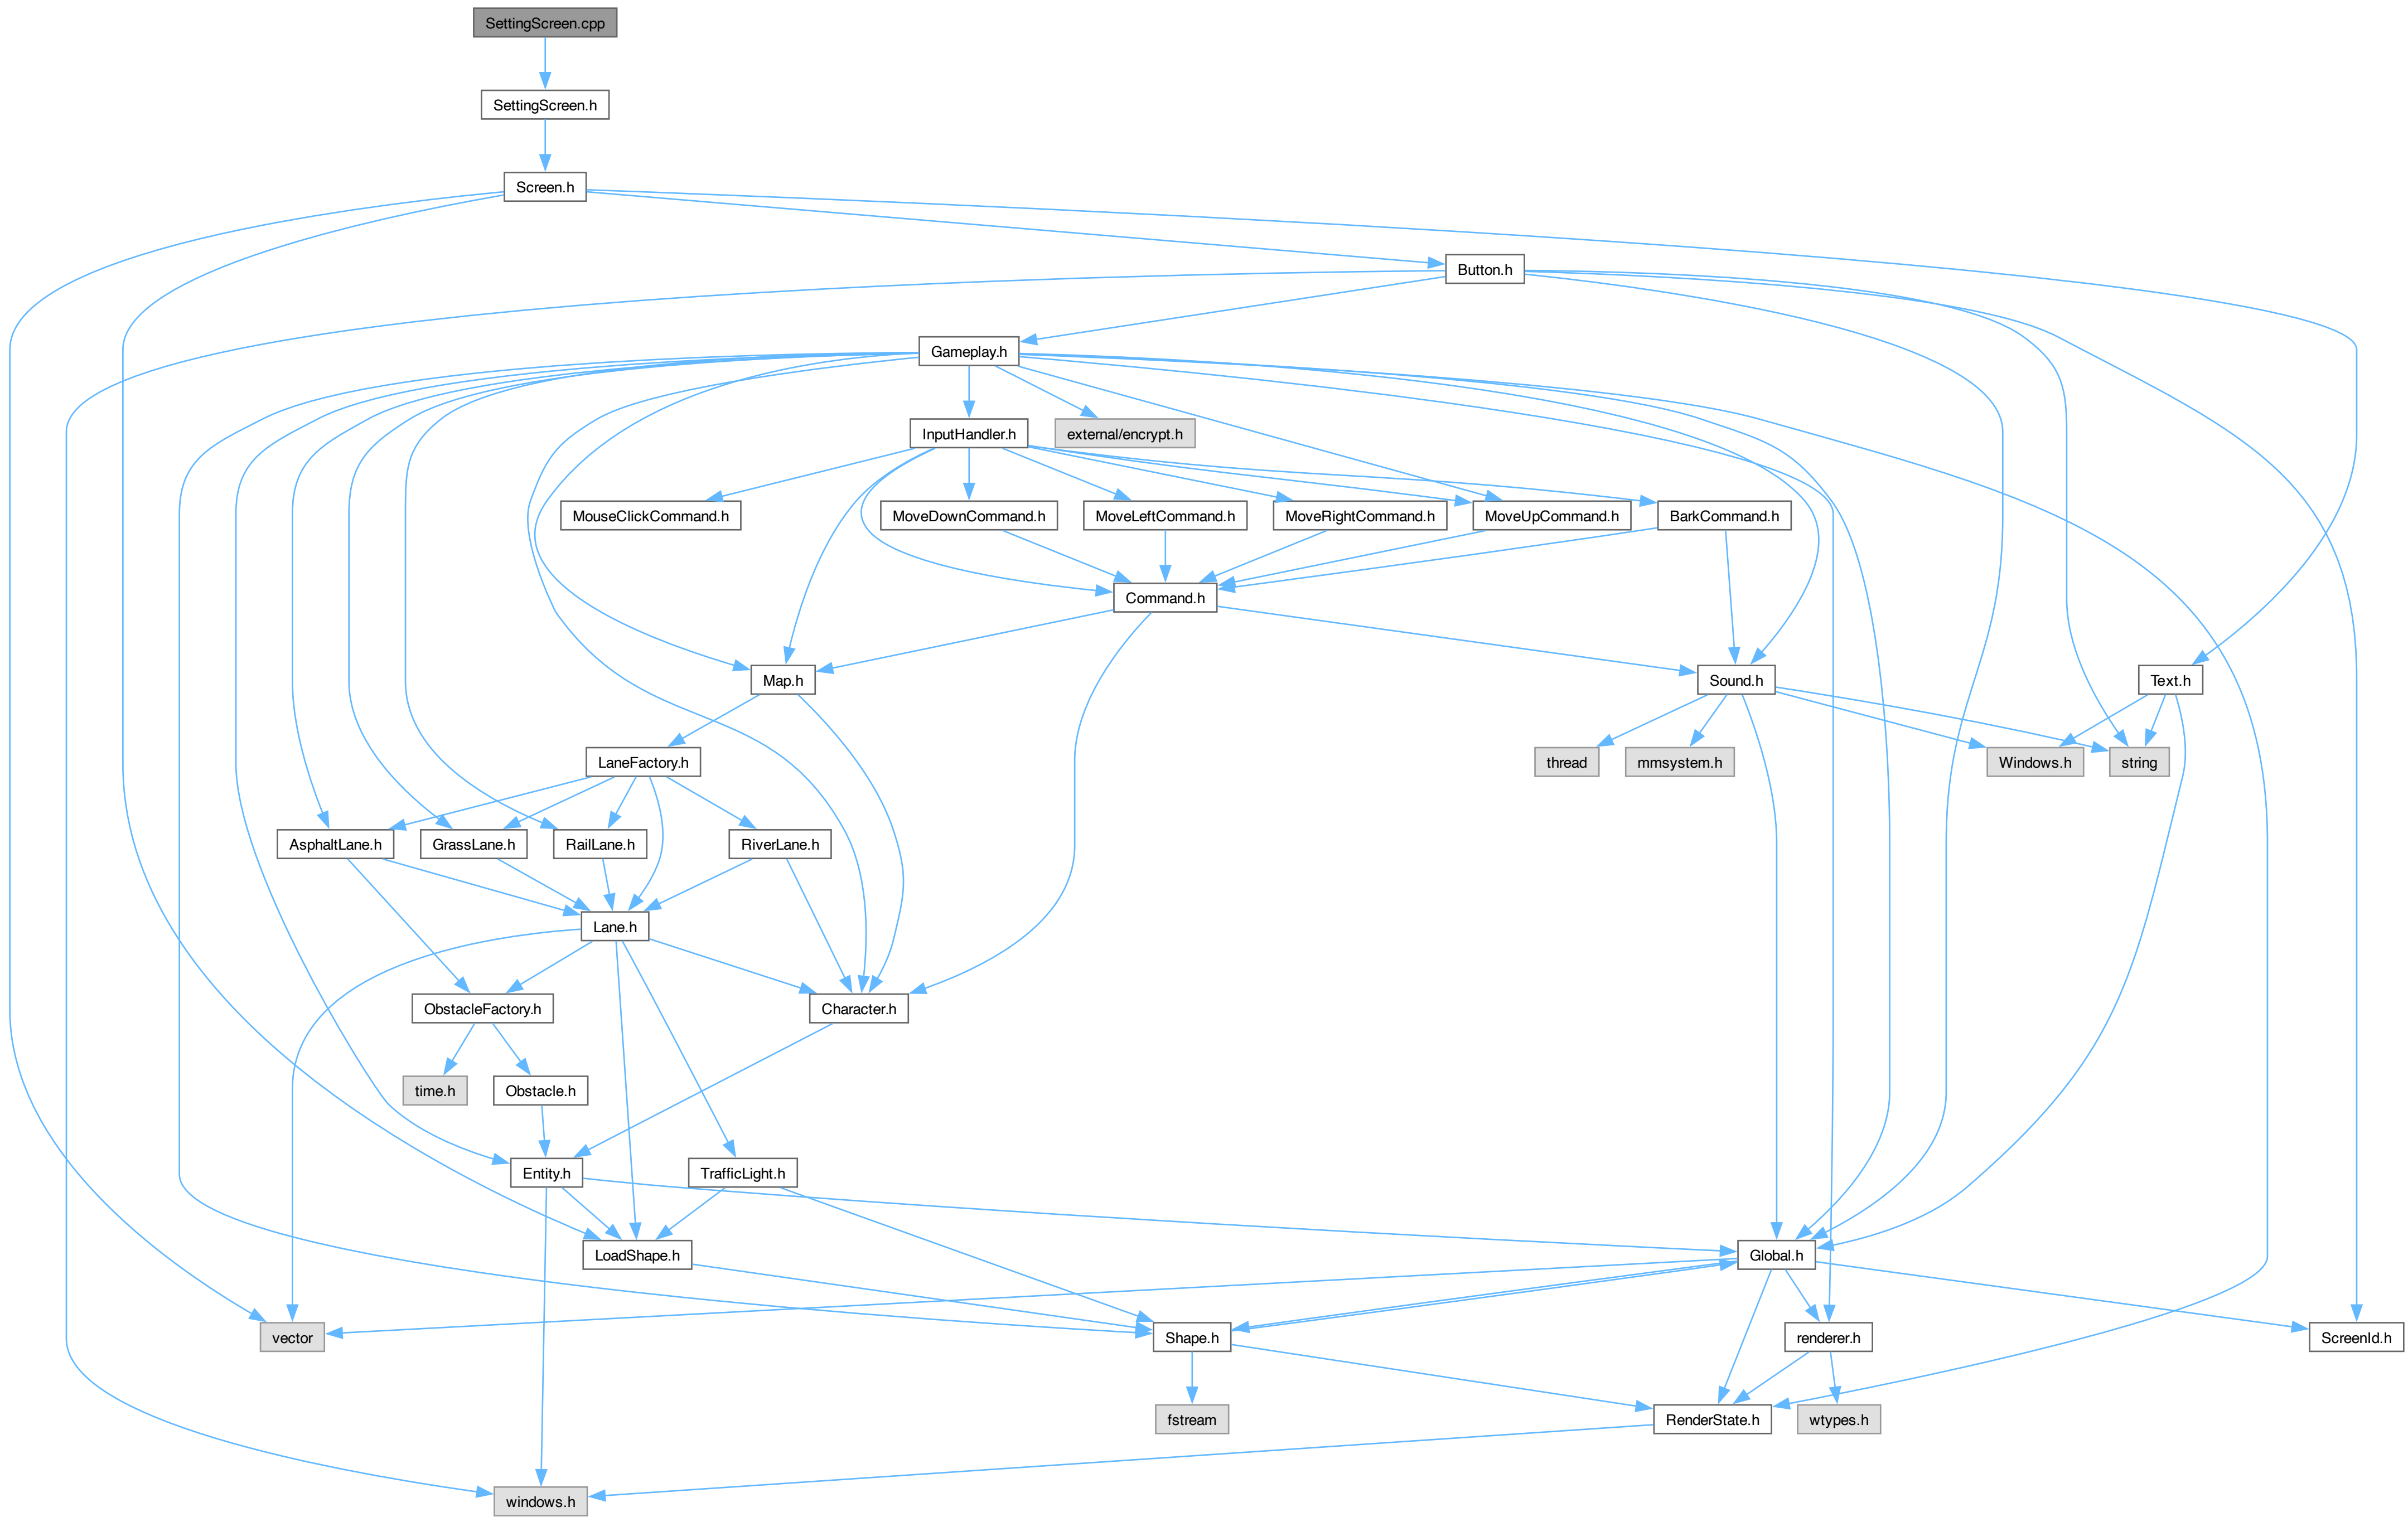 SettingScreen.cpp
SettingScreen.h
Screen.h
Button.h
Gameplay.h
InputHandler.h
external/encrypt.h
MouseClickCommand.h
MoveDownCommand.h
MoveLeftCommand.h
MoveRightCommand.h
MoveUpCommand.h
BarkCommand.h
Command.h
Map.h
Sound.h
Text.h
LaneFactory.h
thread
mmsystem.h
Windows.h
string
AsphaltLane.h
GrassLane.h
RailLane.h
RiverLane.h
Lane.h
ObstacleFactory.h
Character.h
time.h
Obstacle.h
Entity.h
TrafficLight.h
LoadShape.h
Global.h
vector
Shape.h
renderer.h
ScreenId.h
fstream
RenderState.h
wtypes.h
windows.h